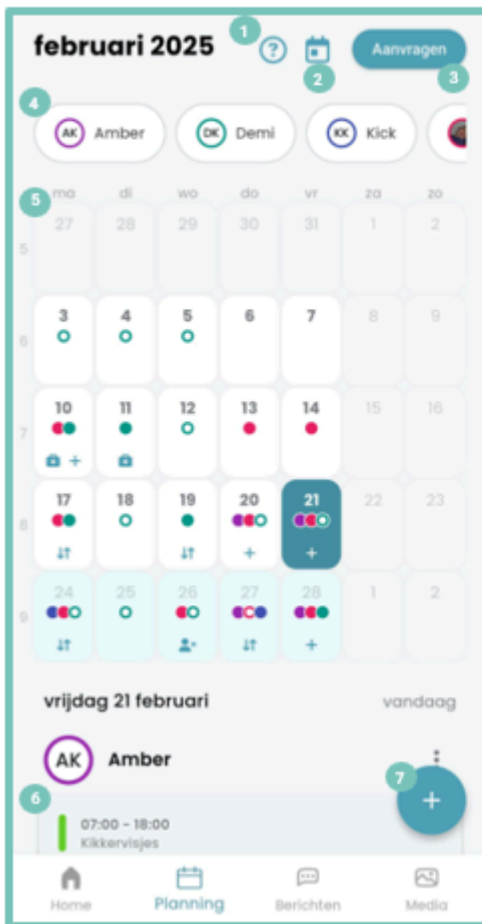 februari 2025
1
?
2
Aanvragen
3
4
AK Amber
DK Demi
KK Kick
5
ma di wo do vr za zo
5 27 28 29 30 31 1 2
6 3 4 5 6 7 8 9
7 10 11 12 13 14 15 16
+
8 17 18 19 20 21 22 23
+ +
9 24 25 26 27 28 1 2
+
vrijdag 21 februari vandaag
AK Amber
7
+
6
07:00 - 18:00
Kikkervisjes
Home Planning Berichten Media